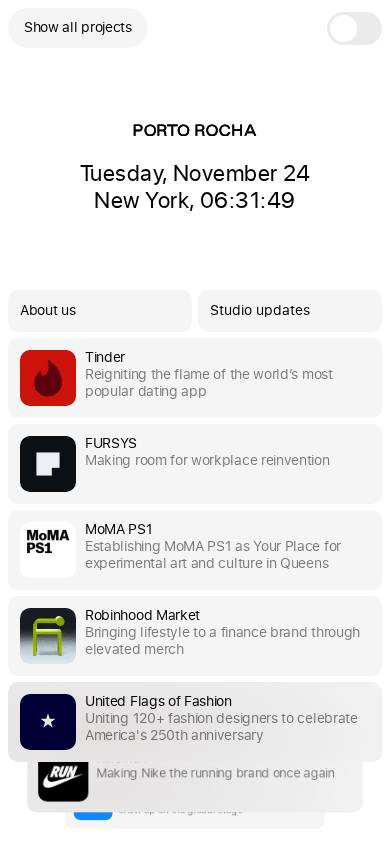 Show all projects
PORTO ROCHA
Tuesday, November 24
New York, 06:31:49
About us
Studio updates
Tinder
Reigniting the flame of the world’s most
popular dating app
FURSYS
Making room for workplace reinvention
MoMA
PS1
MoMA PS1
Establishing MoMA PS1 as Your Place for
experimental art and culture in Queens
Robinhood Market
Bringing lifestyle to a finance brand through
elevated merch
United Flags of Fashion
Uniting 120+ fashion designers to celebrate
America's 250th anniversary
RUN
Making Nike the running brand once again